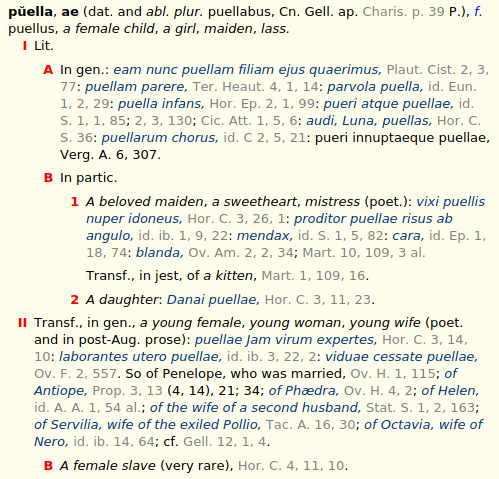 pŭella, ae (dat. and abl. plur. puellabus, Cn. Gell. ap. Charis. p. 39 P.), f.
puellus, a female child, a girl, maiden, lass.
I Lit.
A In gen.: eam nunc puellam filiam ejus quaerimus, Plaut. Cist. 2, 3,
77: puellam parere, Ter. Heaut. 4, 1, 14: parvola puella, id. Eun.
1, 2, 29: puella infans, Hor. Ep. 2, 1, 99: pueri atque puellae, id.
S. 1, 1, 85; 2, 3, 130; Cic. Att. 1, 5, 6: audi, Luna, puellas, Hor. C.
S. 36: puellarum chorus, id. C 2, 5, 21: pueri innuptaeque puellae,
Verg. A. 6, 307.
B In partic.
1 A beloved maiden, a sweetheart, mistress (poet.): vixi puellis
nuper idoneus, Hor. C. 3, 26, 1: proditor puellae risus ab
angulo, id. ib. 1, 9, 22: mendax, id. S. 1, 5, 82: cara, id. Ep. 1,
18, 74: blanda, Ov. Am. 2, 2, 34; Mart. 10, 109, 3 al.
Transf., in jest, of a kitten, Mart. 1, 109, 16.
2 A daughter: Danai puellae, Hor. C. 3, 11, 23.
II Transf., in gen., a young female, young woman, young wife (poet.
and in post-Aug. prose): puellae Jam virum expertes, Hor. C. 3, 14,
10: laborantes utero puellae, id. ib. 3, 22, 2: viduae cessate puellae,
Ov. F. 2, 557. So of Penelope, who was married, Ov. H. 1, 115; of
Antiope, Prop. 3, 13 (4, 14), 21; 34; of Phædra, Ov. H. 4, 2; of Helen,
id. A. A. 1, 54 al.; of the wife of a second husband, Stat. S. 1, 2, 163;
of Servilia, wife of the exiled Pollio, Tac. A. 16, 30; of Octavia, wife of
Nero, id. ib. 14, 64; cf. Gell. 12, 1, 4.
B A female slave (very rare), Hor. C. 4, 11, 10.